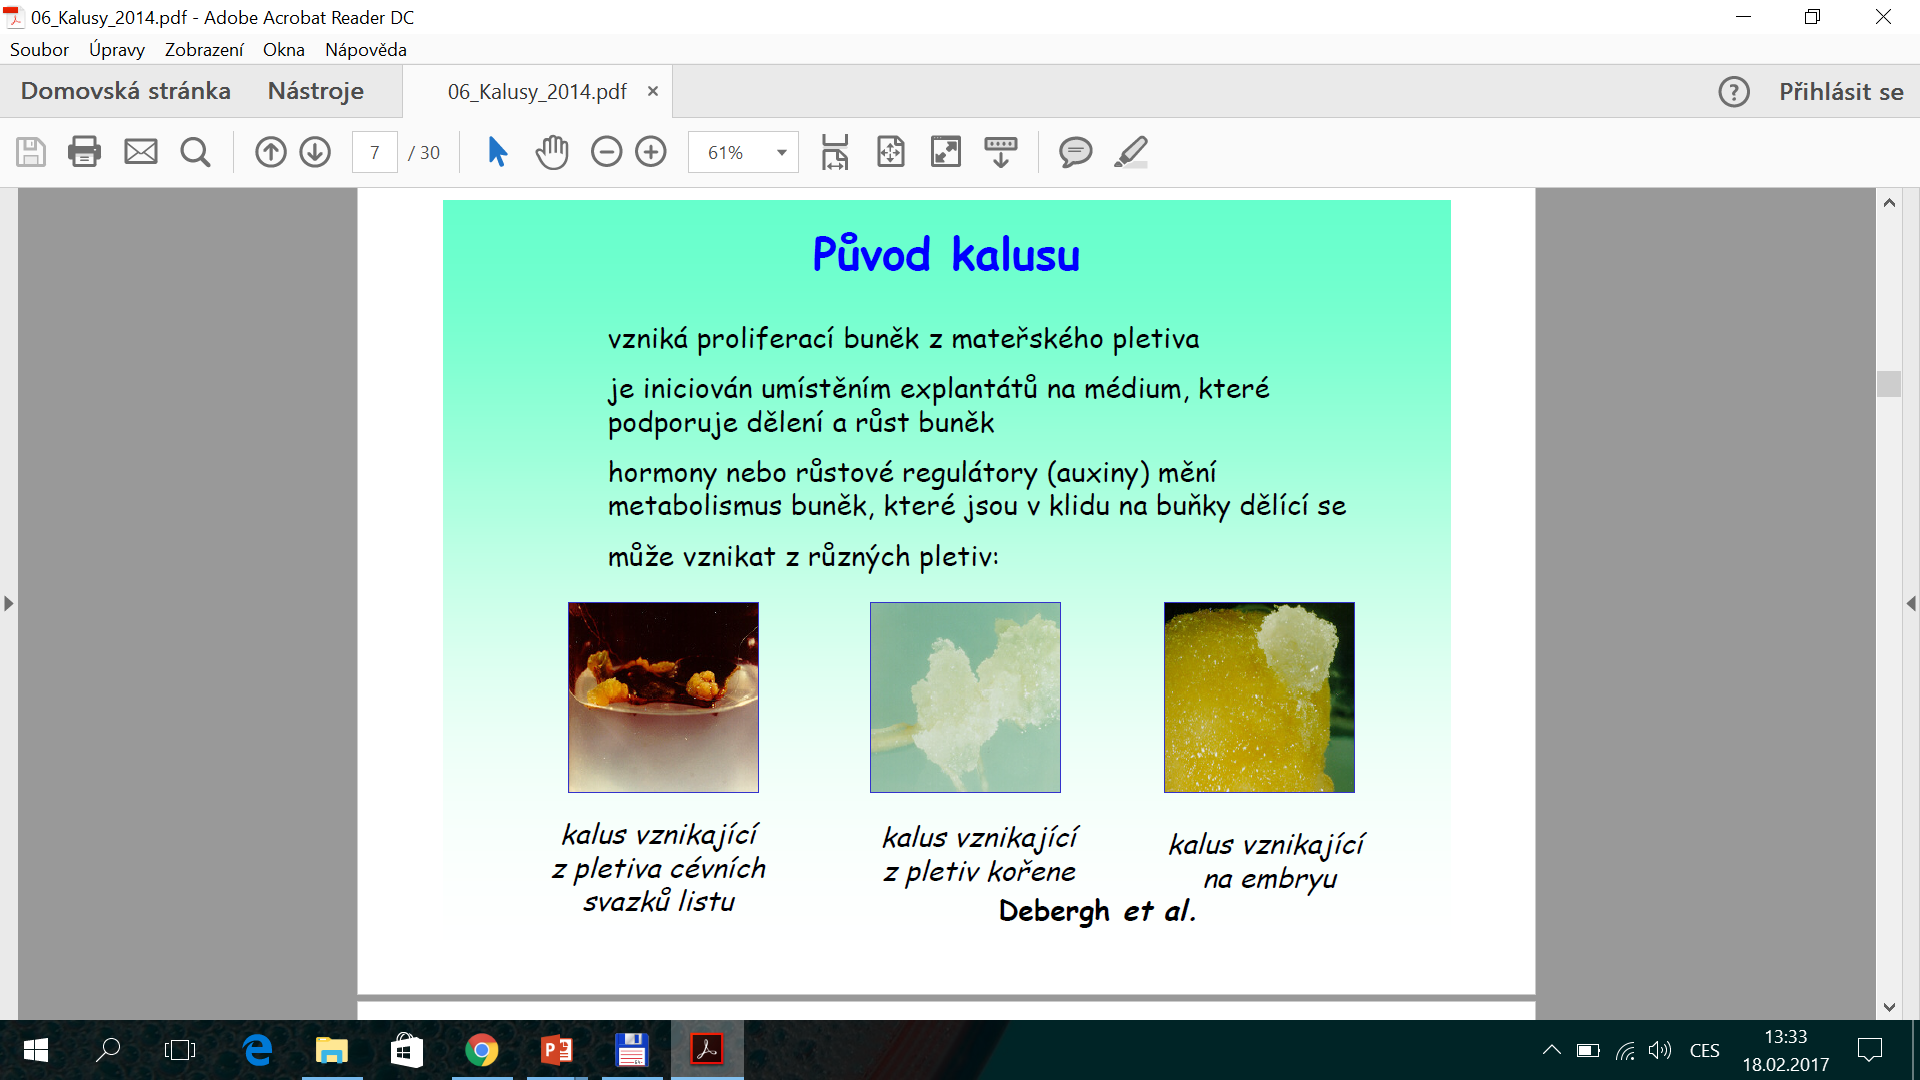 06_Kalusy_2014.pdf - Adobe Acrobat Reader DC
Soubor Úpravy Zobrazení Okna Nápověda
Domovská stránka Nástroje 06_Kalusy_2014.pdf × ? Přihlásit se
7 / 30 61%
Původ kalusu
vzniká proliferací buněk z mateřského pletiva
je iniciován umístěním explantátů na médium, které
podporuje dělení a růst buněk
hormony nebo růstové regulátory (auxiny) mění
metabolismus buněk, které jsou v klidu na buňky dělící se
může vznikat z různých pletiv:
kalus vznikající
z pletiva cévních
svazků listu
kalus vznikající
z pletiv kořene
kalus vznikající
na embryu
Debergh et al.
CES
13:33
18.02.2017